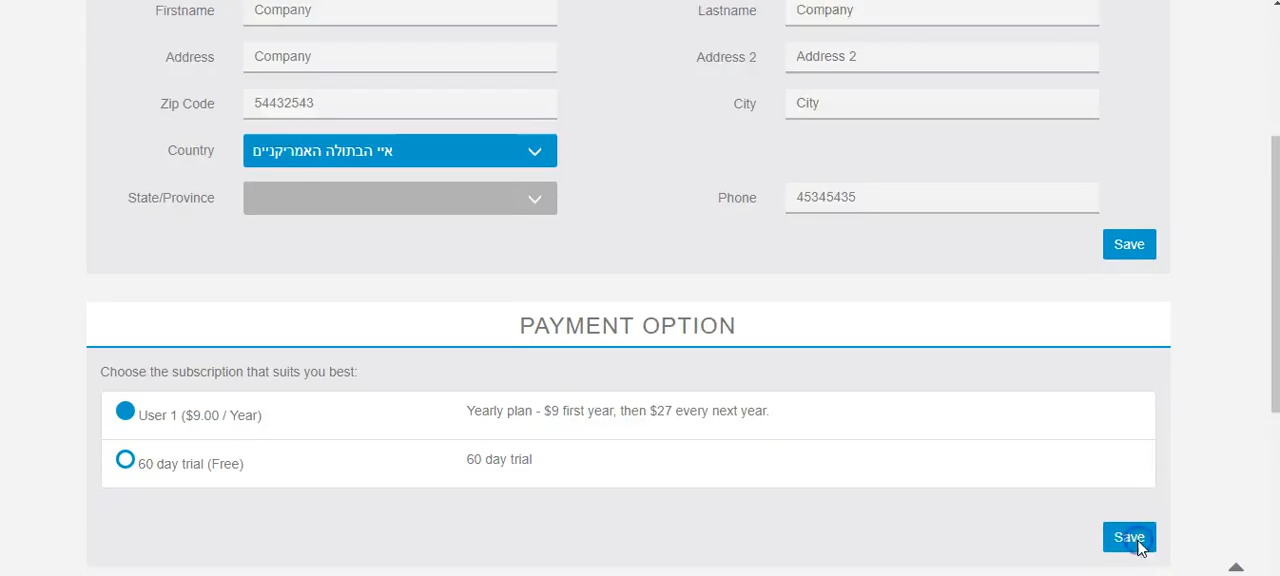 Firstname Company Lastname Company
Address Company Address 2 Address 2
Zip Code 54432543 City City
Country איי הבתולה האמריקניים
State/Province Phone 45345435
Save
PAYMENT OPTION
Choose the subscription that suits you best:
User 1 ($9.00 / Year) Yearly plan - $9 first year, then $27 every next year.
60 day trial (Free) 60 day trial
Save